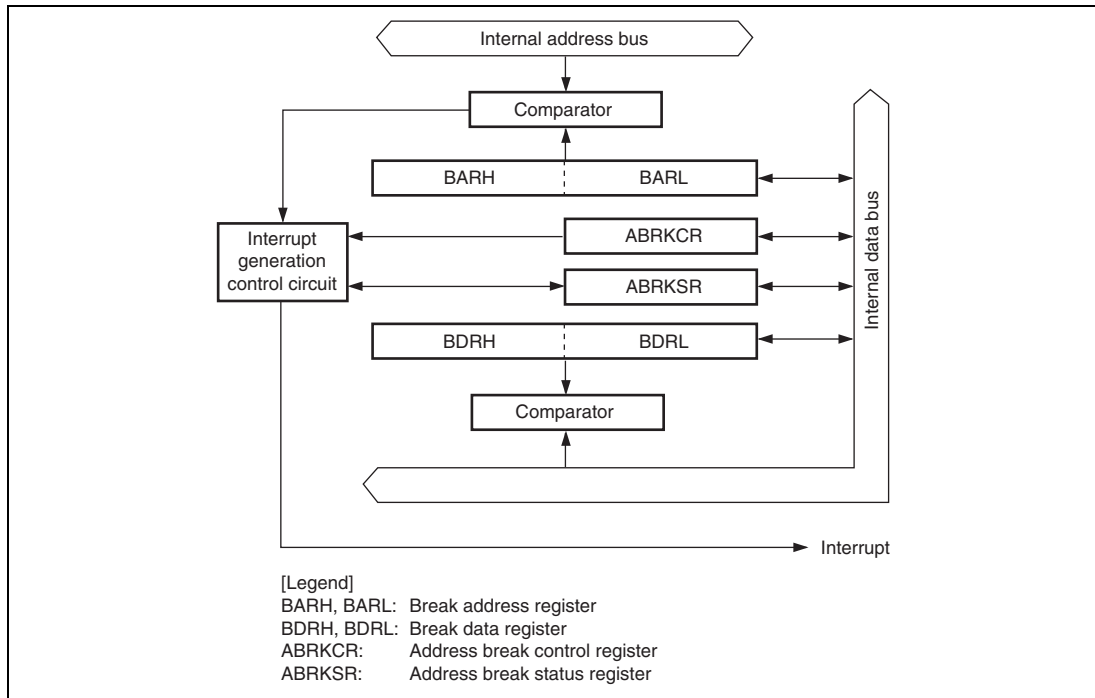 Internal address bus
Comparator
BARH BARL
Interrupt
generation
control circuit
ABRKCR
ABRKSR
Internal data bus
BDRH BDRL
Comparator
Interrupt
[Legend]
BARH, BARL: Break address register
BDRH, BDRL: Break data register
ABRKCR: Address break control register
ABRKSR: Address break status register